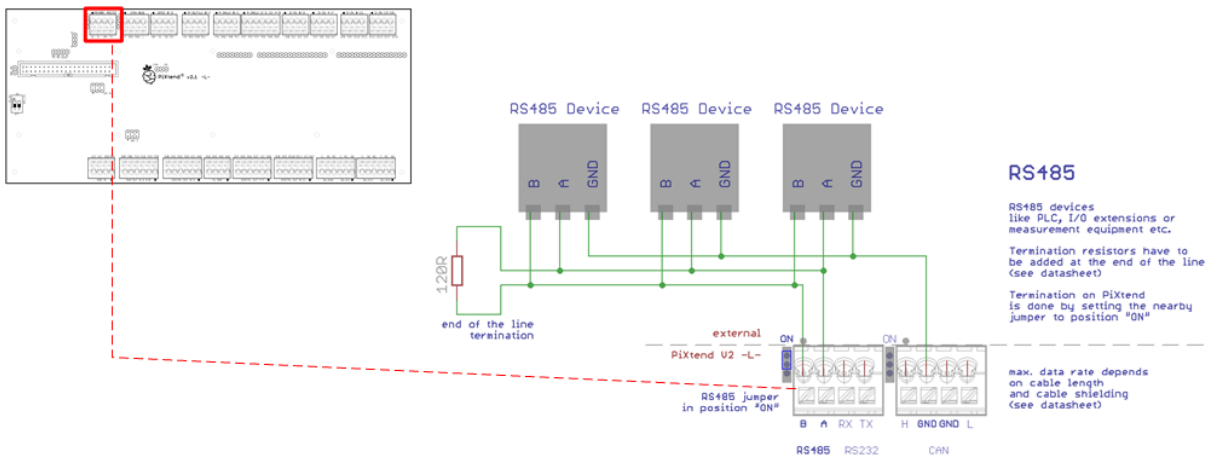 PiXtend® v2.1 -L-
RS485 Device
RS485 Device
RS485 Device
B A GND
B A GND
B A GND
120R
end of the line
termination
external
PiXtend V2 -L-
RS485 jumper
in position "ON"
ON
ON
B A RX TX
H GND GND L
RS485 RS232
CAN
RS485
RS485 devices
like PLC, I/O extensions or
measurement equipment etc.
Termination resistors have to
be added at the end of the line
(see datasheet)
Termination on PiXtend
is done by setting the nearby
jumper to position "ON"
max. data rate depends
on cable length
and cable shielding
(see datasheet)